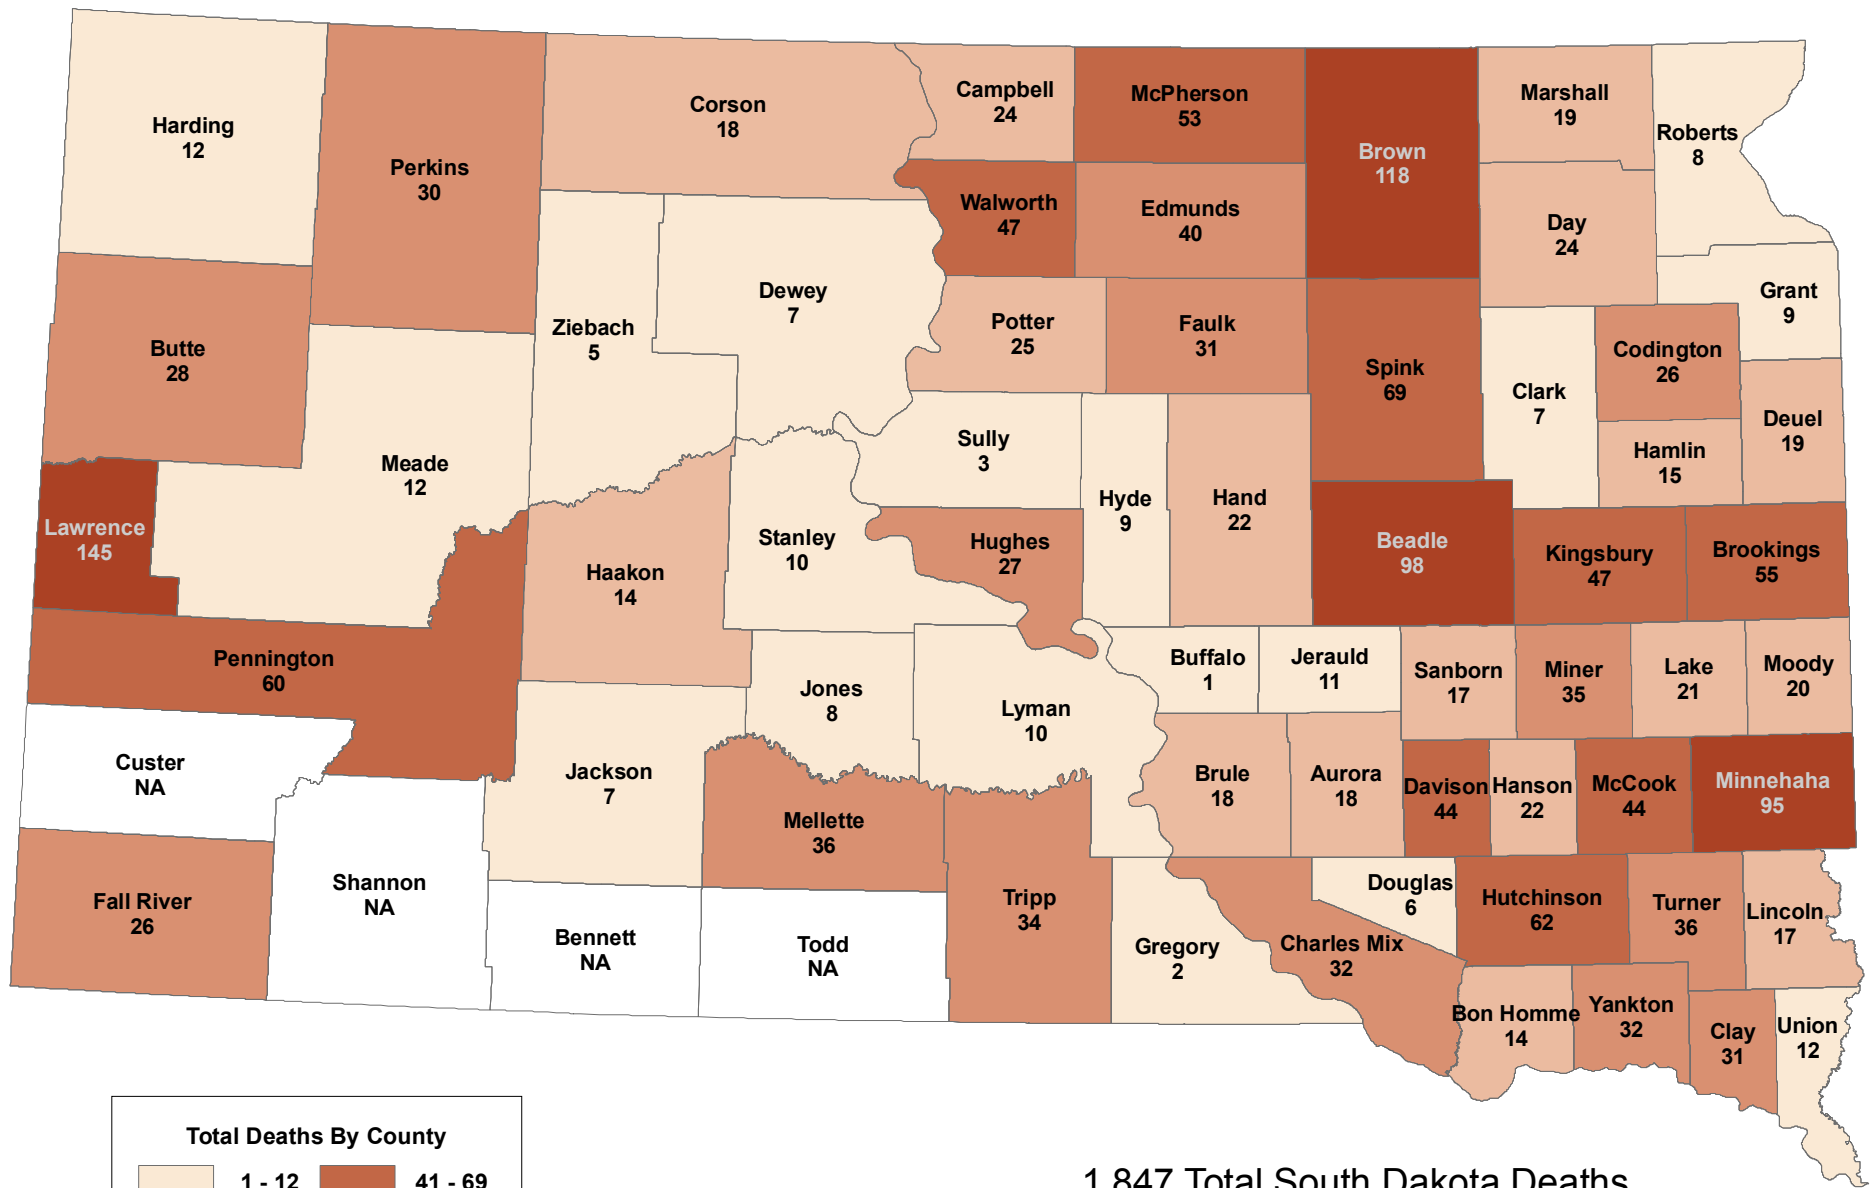 Harding
12
Perkins
30
Corson
18
Campbell
24
McPherson
53
Brown
118
Marshall
19
Roberts
8
Walworth
47
Edmunds
40
Day
24
Butte
28
Ziebach
5
Dewey
7
Potter
25
Faulk
31
Spink
69
Clark
7
Codington
26
Grant
9
Meade
12
Sully
3
Hyde
9
Hand
22
Hamlin
15
Deuel
19
Lawrence
145
Haakon
14
Stanley
10
Hughes
27
Beadle
98
Kingsbury
47
Brookings
55
Pennington
60
Jones
8
Lyman
10
Buffalo
1
Jerauld
11
Sanborn
17
Miner
35
Lake
21
Moody
20
Custer
NA
Jackson
7
Mellette
36
Brule
18
Aurora
18
Davison
44
Hanson
22
McCook
44
Minnehaha
95
Fall River
26
Shannon
NA
Bennett
NA
Todd
NA
Tripp
34
Gregory
2
Charles Mix
32
Douglas
6
Hutchinson
62
Turner
36
Lincoln
17
Bon Homme
14
Yankton
32
Clay
31
Union
12
Total Deaths By County
1 - 12
41 - 69
1,847 Total South Dakota Deaths